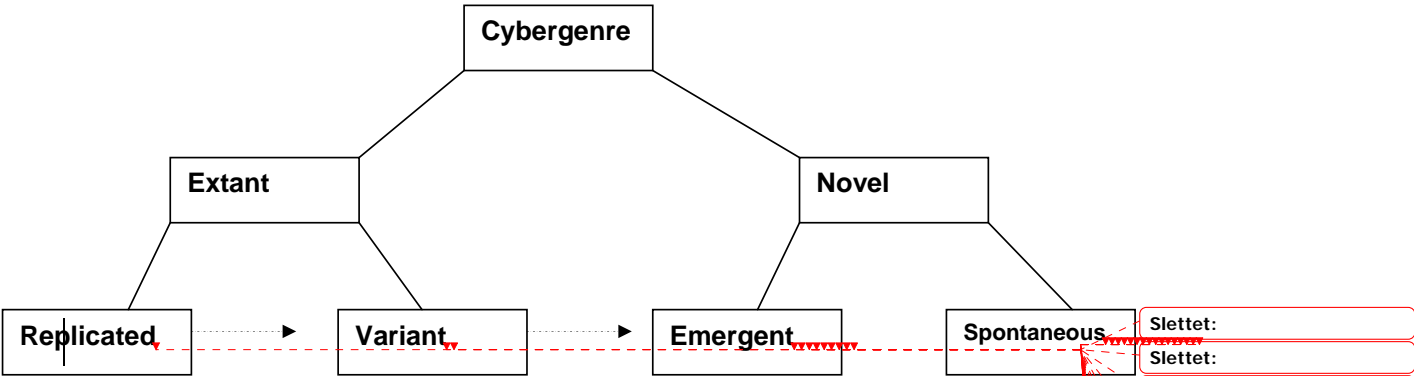 Cybergenre
Extant
Novel
Replicated
Variant
Emergent
Spontaneous
Slettet:
Slettet: